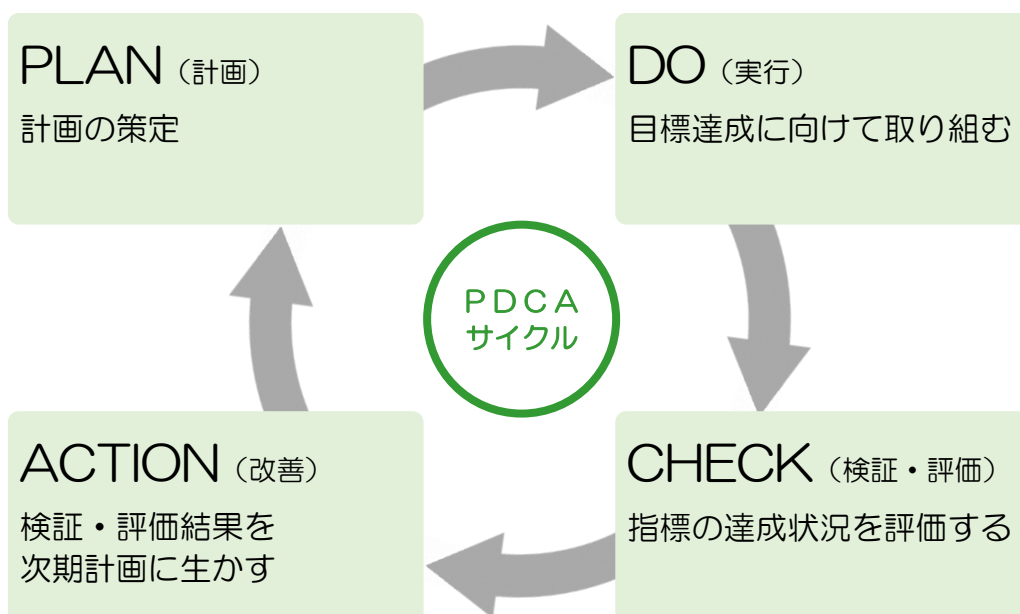 PLAN（計画）
計画の策定
DO（実行）
目標達成に向けて取り組む
PDCA
サイクル
ACTION（改善）
検証・評価結果を
次期計画に生かす
CHECK（検証・評価）
指標の達成状況を評価する